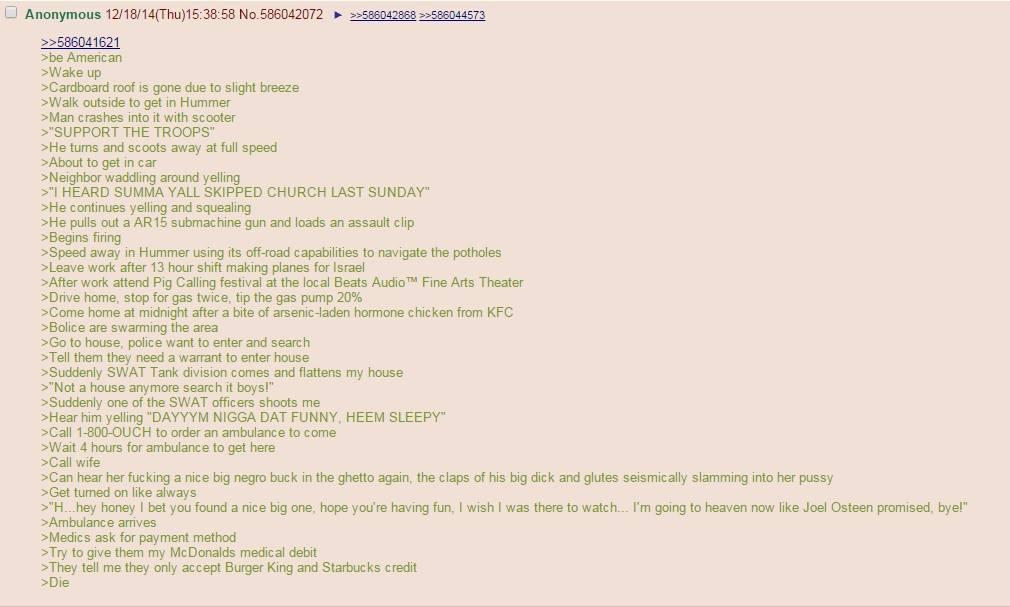 Anonymous 12/18/14(Thu)15:38:58 No.586042072 ► >>586042868 >>586044573
>>586041621
>be American
>Wake up
>Cardboard roof is gone due to slight breeze
>Walk outside to get in Hummer
>Man crashes into it with scooter
>"SUPPORT THE TROOPS"
>He turns and scoots away at full speed
>About to get in car
>Neighbor waddling around yelling
>"I HEARD SUMMA YALL SKIPPED CHURCH LAST SUNDAY"
>He continues yelling and squealing
>He pulls out a AR15 submachine gun and loads an assault clip
>Begins firing
>Speed away in Hummer using its off-road capabilities to navigate the potholes
>Leave work after 13 hour shift making planes for Israel
>After work attend Pig Calling festival at the local Beats Audio™ Fine Arts Theater
>Drive home, stop for gas twice, tip the gas pump 20%
>Come home at midnight after a bite of arsenic-laden hormone chicken from KFC
>Bolice are swarming the area
>Go to house, police want to enter and search
>Tell them they need a warrant to enter house
>Suddenly SWAT Tank division comes and flattens my house
>"Not a house anymore search it boys!"
>Suddenly one of the SWAT officers shoots me
>Hear him yelling "DAYYYM NIGGA DAT FUNNY, HEEM SLEEPY"
>Call 1-800-OUCH to order an ambulance to come
>Wait 4 hours for ambulance to get here
>Call wife
>Can hear her fucking a nice big negro buck in the ghetto again, the claps of his big dick and glutes seismically slamming into her pussy
>Get turned on like always
>"H...hey honey I bet you found a nice big one, hope you're having fun, I wish I was there to watch... I'm going to heaven now like Joel Osteen promised, bye!"
>Ambulance arrives
>Medics ask for payment method
>Try to give them my McDonalds medical debit
>They tell me they only accept Burger King and Starbucks credit
>Die